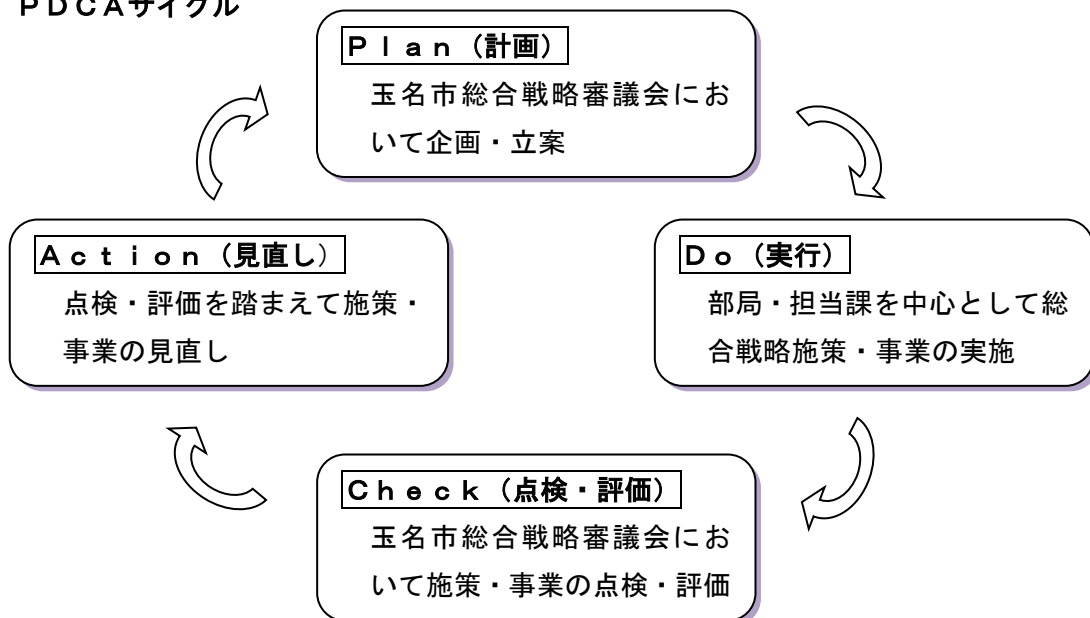 PDCAサイクル
Plan(計画)
玉名市総合戦略審議会にお
いて企画・立案
Action(見直し)
点検・評価を踏まえて施策・
事業の見直し
Do(実行)
部局・担当課を中心として総
合戦略施策・事業の実施
Check(点検・評価)
玉名市総合戦略審議会にお
いて施策・事業の点検・評価